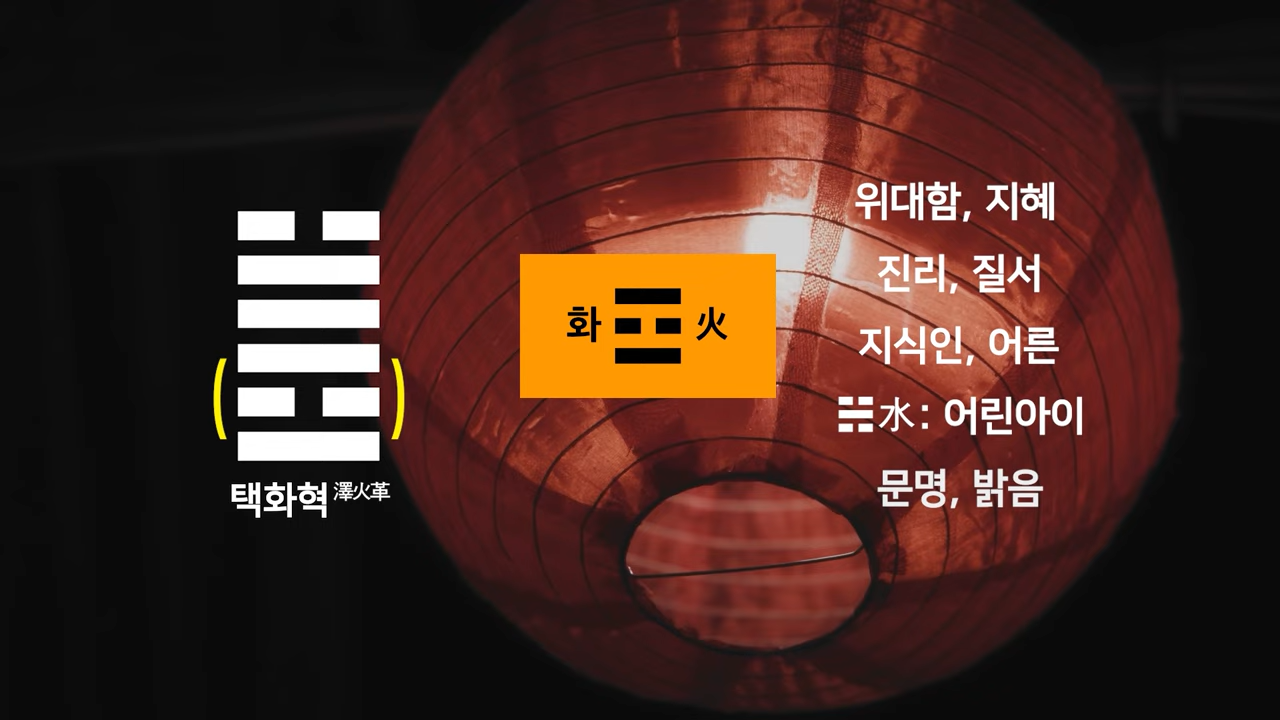 택화혁 澤火革
화 ☲ 火
위대함, 지혜
진리, 질서
지식인, 어른
☵水: 어린아이
문명, 밝음